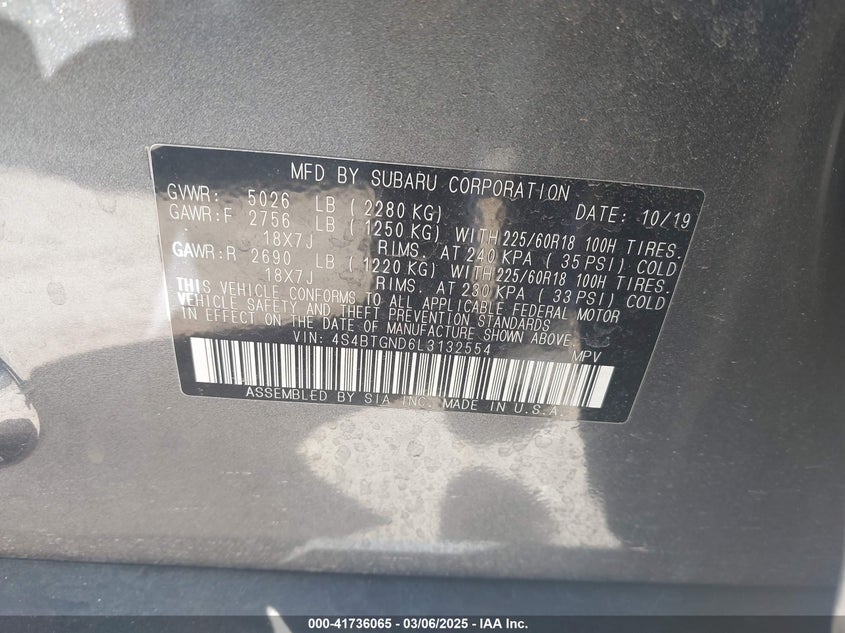 MFD BY SUBARU CORPORATION
GVWR: 5026 LB ( 2280 KG) DATE: 10/19
GAWR:F 2756 LB ( 1250 KG) WITH 225/60R18 100H TIRES.
18X7J RIMS. AT 240 KPA ( 35 PSI) COLD
GAWR:R 2690 LB ( 1220 KG) WITH 225/60R18 100H TIRES.
18X7J RIMS. AT 230 KPA ( 33 PSI) COLD
THIS VEHICLE CONFORMS TO ALL APPLICABLE FEDERAL MOTOR
VEHICLE SAFETY AND THEFT PREVENTION STANDARDS
IN EFFECT ON THE DATE OF MANUFACTURE SHOWN ABOVE.
VIN: 4S4BTGND6L3132554 MPV
ASSEMBLED BY SIA INC. MADE IN U.S.A.
000-41736065 - 03/06/2025 - IAA Inc.